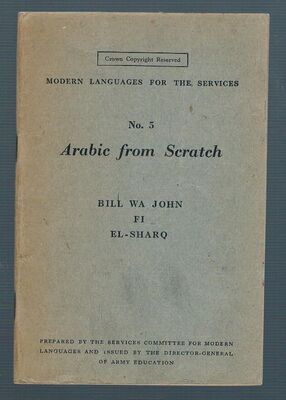 Crown Copyright Reserved
MODERN LANGUAGES FOR THE SERVICES
No. 5
Arabic from Scratch
BILL WA JOHN
FI
EL-SHARQ
PREPARED BY THE SERVICES COMMITTEE FOR MODERN
LANGUAGES AND ISSUED BY THE DIRECTOR-GENERAL
OF ARMY EDUCATION